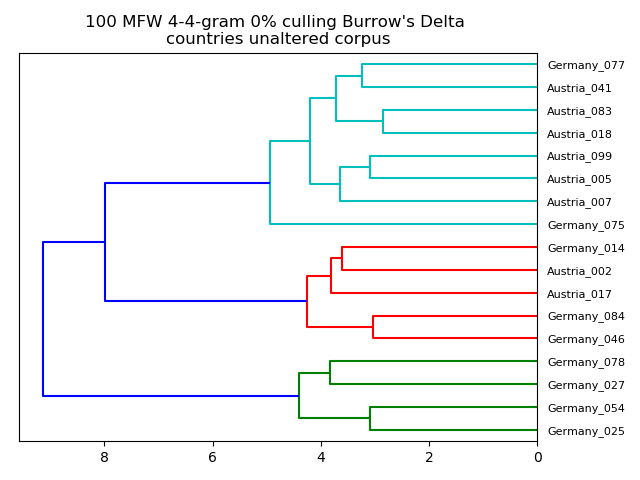 100 MFW 4-4-gram 0% culling Burrow's Delta
countries unaltered corpus
Germany_077
Austria_041
Austria_083
Austria_018
Austria_099
Austria_005
Austria_007
Germany_075
Germany_014
Austria_002
Austria_017
Germany_084
Germany_046
Germany_078
Germany_027
Germany_054
Germany_025
8 6 4 2 0